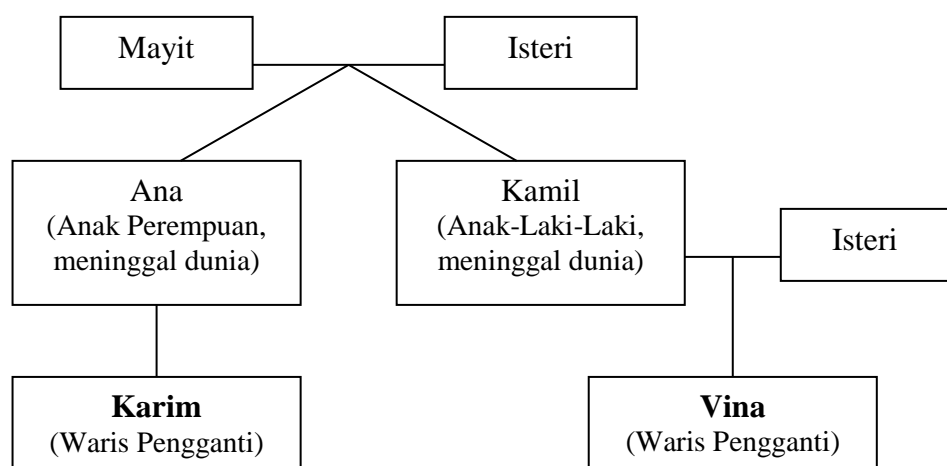 Mayit
Isteri
Ana
(Anak Perempuan,
meninggal dunia)
Kamil
(Anak-Laki-Laki,
meninggal dunia)
Isteri
Karim
(Waris Pengganti)
Vina
(Waris Pengganti)